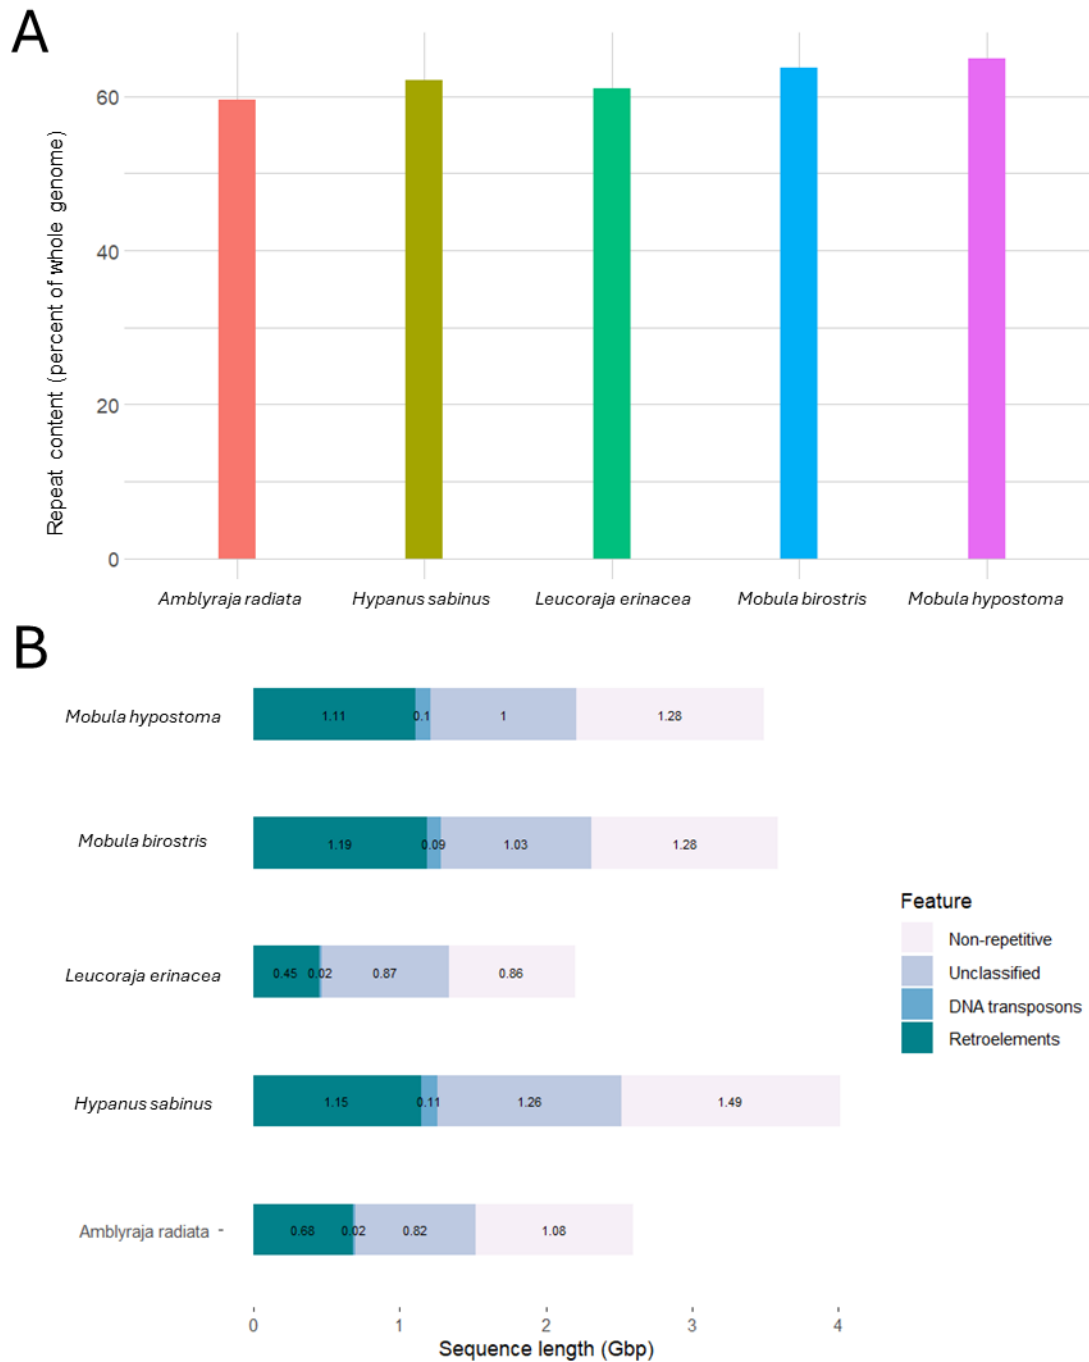 A
Repeat content (percent of whole genome)
60
40
20
0
Amblyraja radiata Hypanus sabinus Leucoraja erinacea Mobula birostris Mobula hypostoma
B
Mobula hypostoma 1.11 0.1 1 1.28
Mobula birostris 1.19 0.09 1.03 1.28
Leucoraja erinacea 0.45 0.02 0.87 0.86
Hypanus sabinus 1.15 0.11 1.26 1.49
Amblyraja radiata 0.68 0.02 0.82 1.08
Feature
Non-repetitive
Unclassified
DNA transposons
Retroelements
0 1 2 3 4
Sequence length (Gbp)